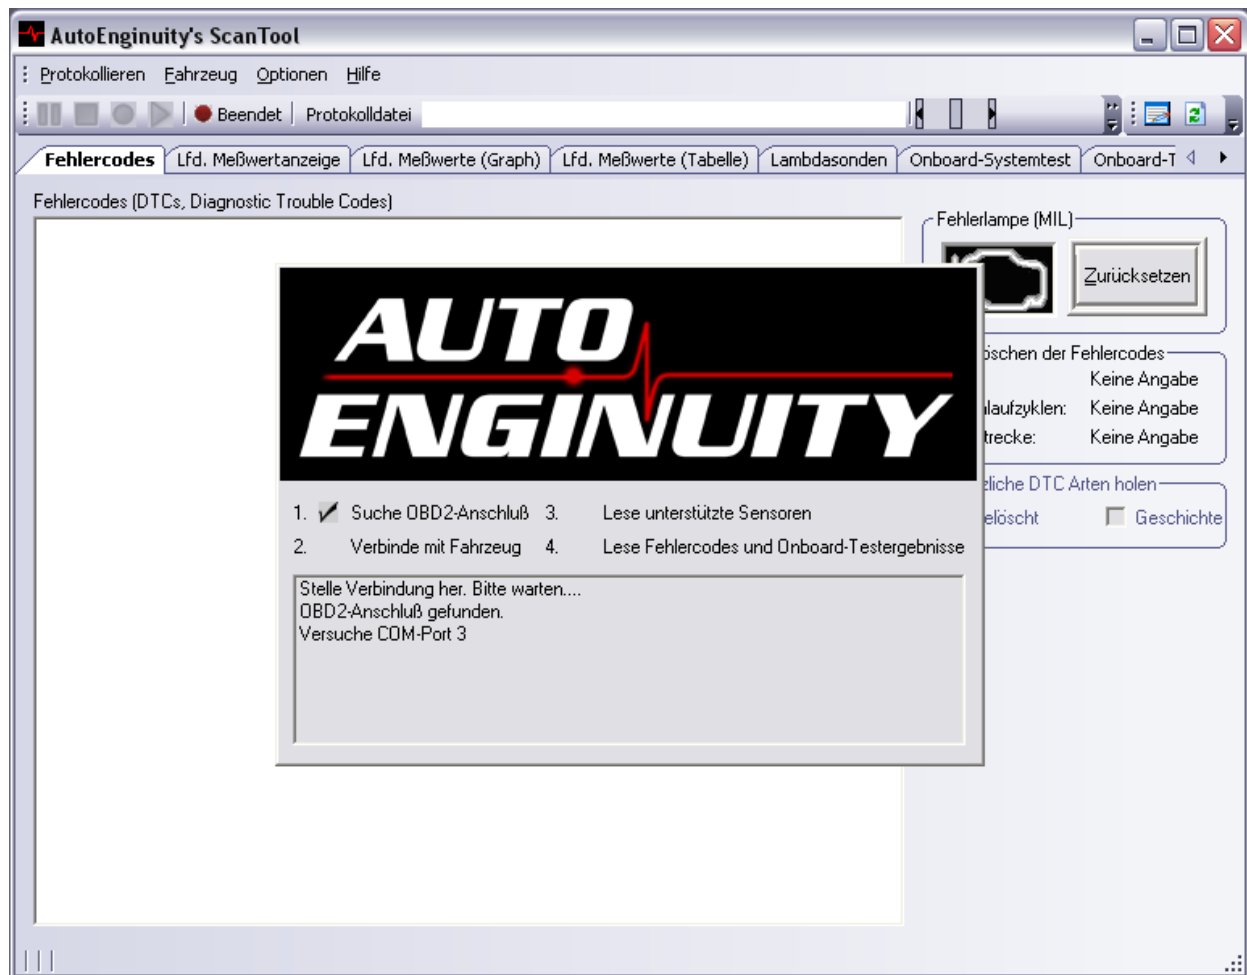 AutoEnginuity's ScanTool
Protokollieren Fahrzeug Optionen Hilfe
Beendet Protokolldatei
Fehlercodes Lfd. Meßwertanzeige Lfd. Meßwerte (Graph) Lfd. Meßwerte (Tabelle) Lambdasonden Onboard-Systemtest Onboard-T
Fehlercodes (DTCs, Diagnostic Trouble Codes)
Fehlerlampe (MIL)
Zurücksetzen
öschen der Fehlercodes
Keine Angabe
laufzyklen: Keine Angabe
trecke: Keine Angabe
zliche DTC Arten holen
elöscht Geschichte
AUTO
ENGINUITY
1. Suche OBD2-Anschluß 3. Lese unterstützte Sensoren
2. Verbinde mit Fahrzeug 4. Lese Fehlercodes und Onboard-Testergebnisse
Stelle Verbindung her. Bitte warten....
OBD2-Anschluß gefunden.
Versuche COM-Port 3